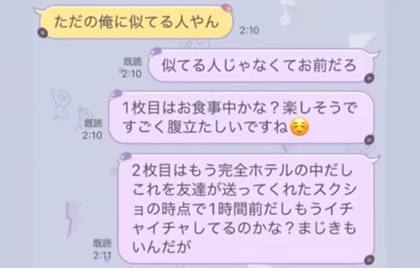 ただの俺に似てる人やん
2:10
似てる人じゃなくてお前だろ
既読
2:10
1枚目はお食事中かな？楽しそうで
すごく腹立たしいですね☺️
既読
2:10
2枚目はもう完全ホテルの中だし
これを友達が送ってくれたスクシ
ョの時点で1時間前だしもうイチ
ャイチャしてるのかな？まじきも
いんだが
既読
2:11